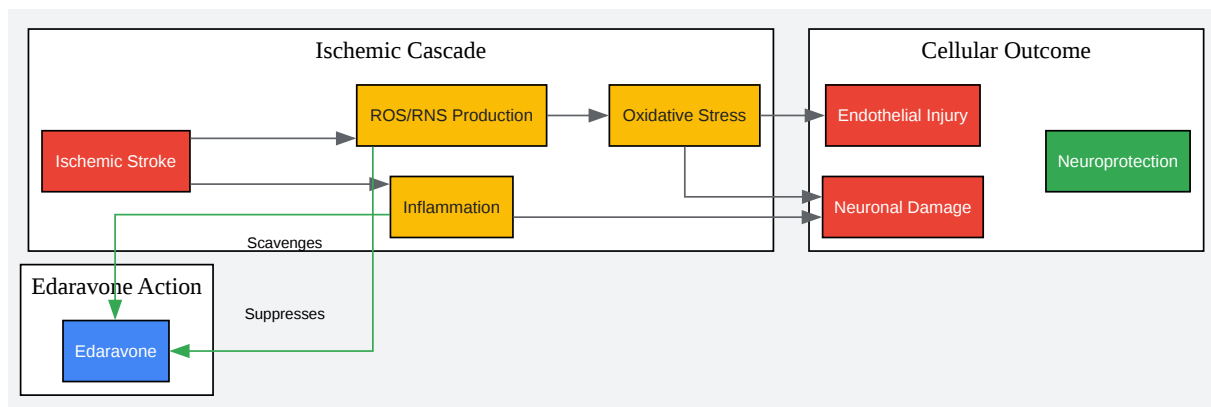 Ischemic Cascade
Cellular Outcome
ROS/RNS Production
Oxidative Stress
Endothelial Injury
Ischemic Stroke
Neuroprotection
Inflammation
Neuronal Damage
Scavenges
Edaravone Action
Suppresses
Edaravone